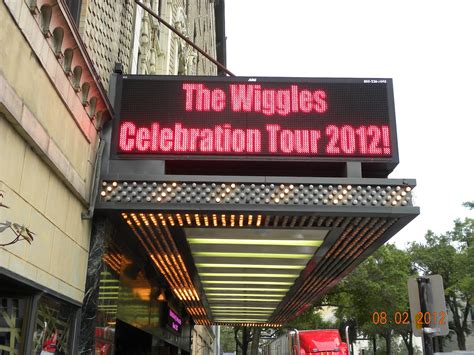 The Wiggles
Celebration Tour 2012!
08.02.2012